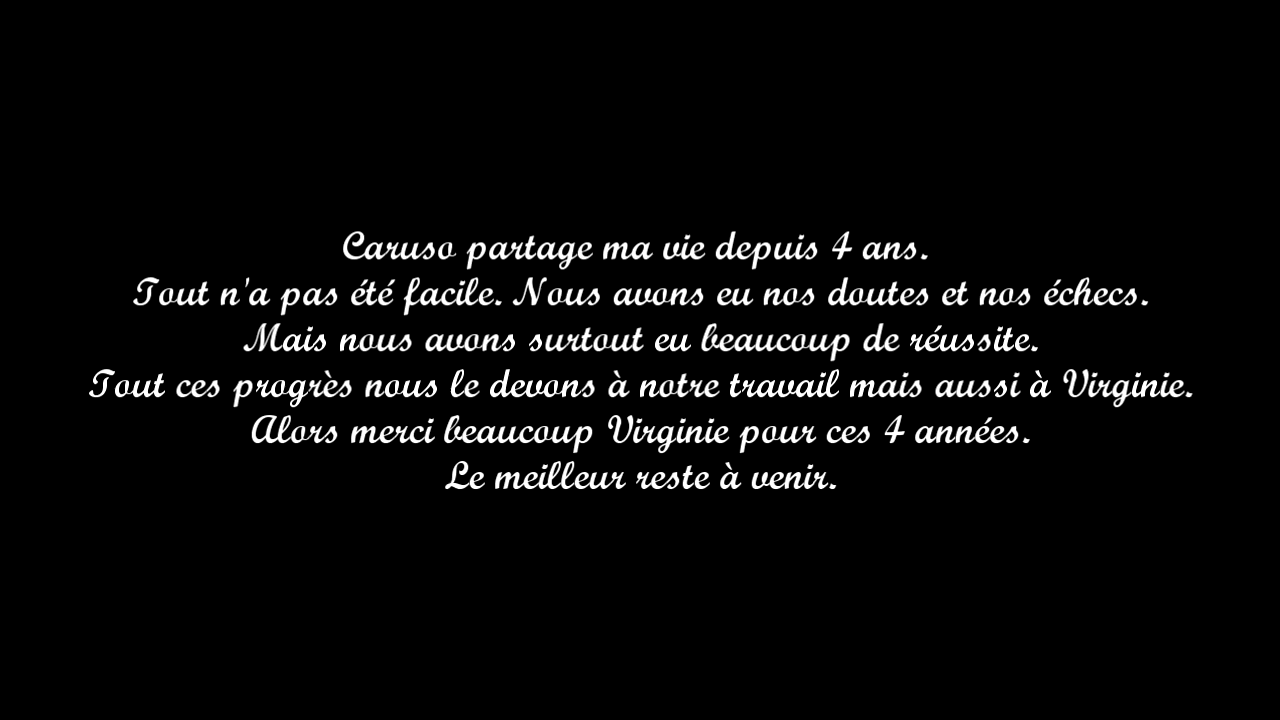 Caruso partage ma vie depuis 4 ans.
Tout n'a pas été facile. Nous avons eu nos doutes et nos échecs.
Mais nous avons surtout eu beaucoup de réussite.
Tout ces progrès nous le devons à notre travail mais aussi à Virginie.
Alors merci beaucoup Virginie pour ces 4 années.
Le meilleur reste à venir.